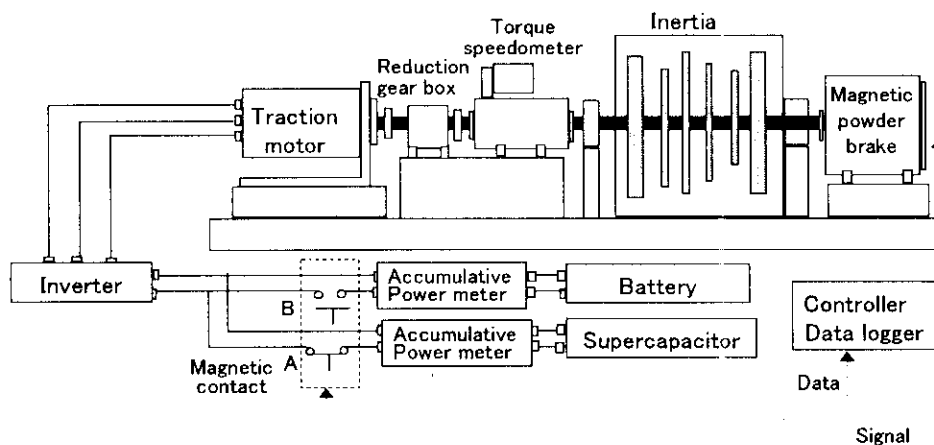 Inertia
Torque
speedometer
Reduction
gear box
Traction
motor
Magnetic
powder
brake
Inverter
B
Accumulative
Power meter
Battery
A
Accumulative
Power meter
Supercapacitor
Magnetic
contact
Controller
Data logger
Data
Signal